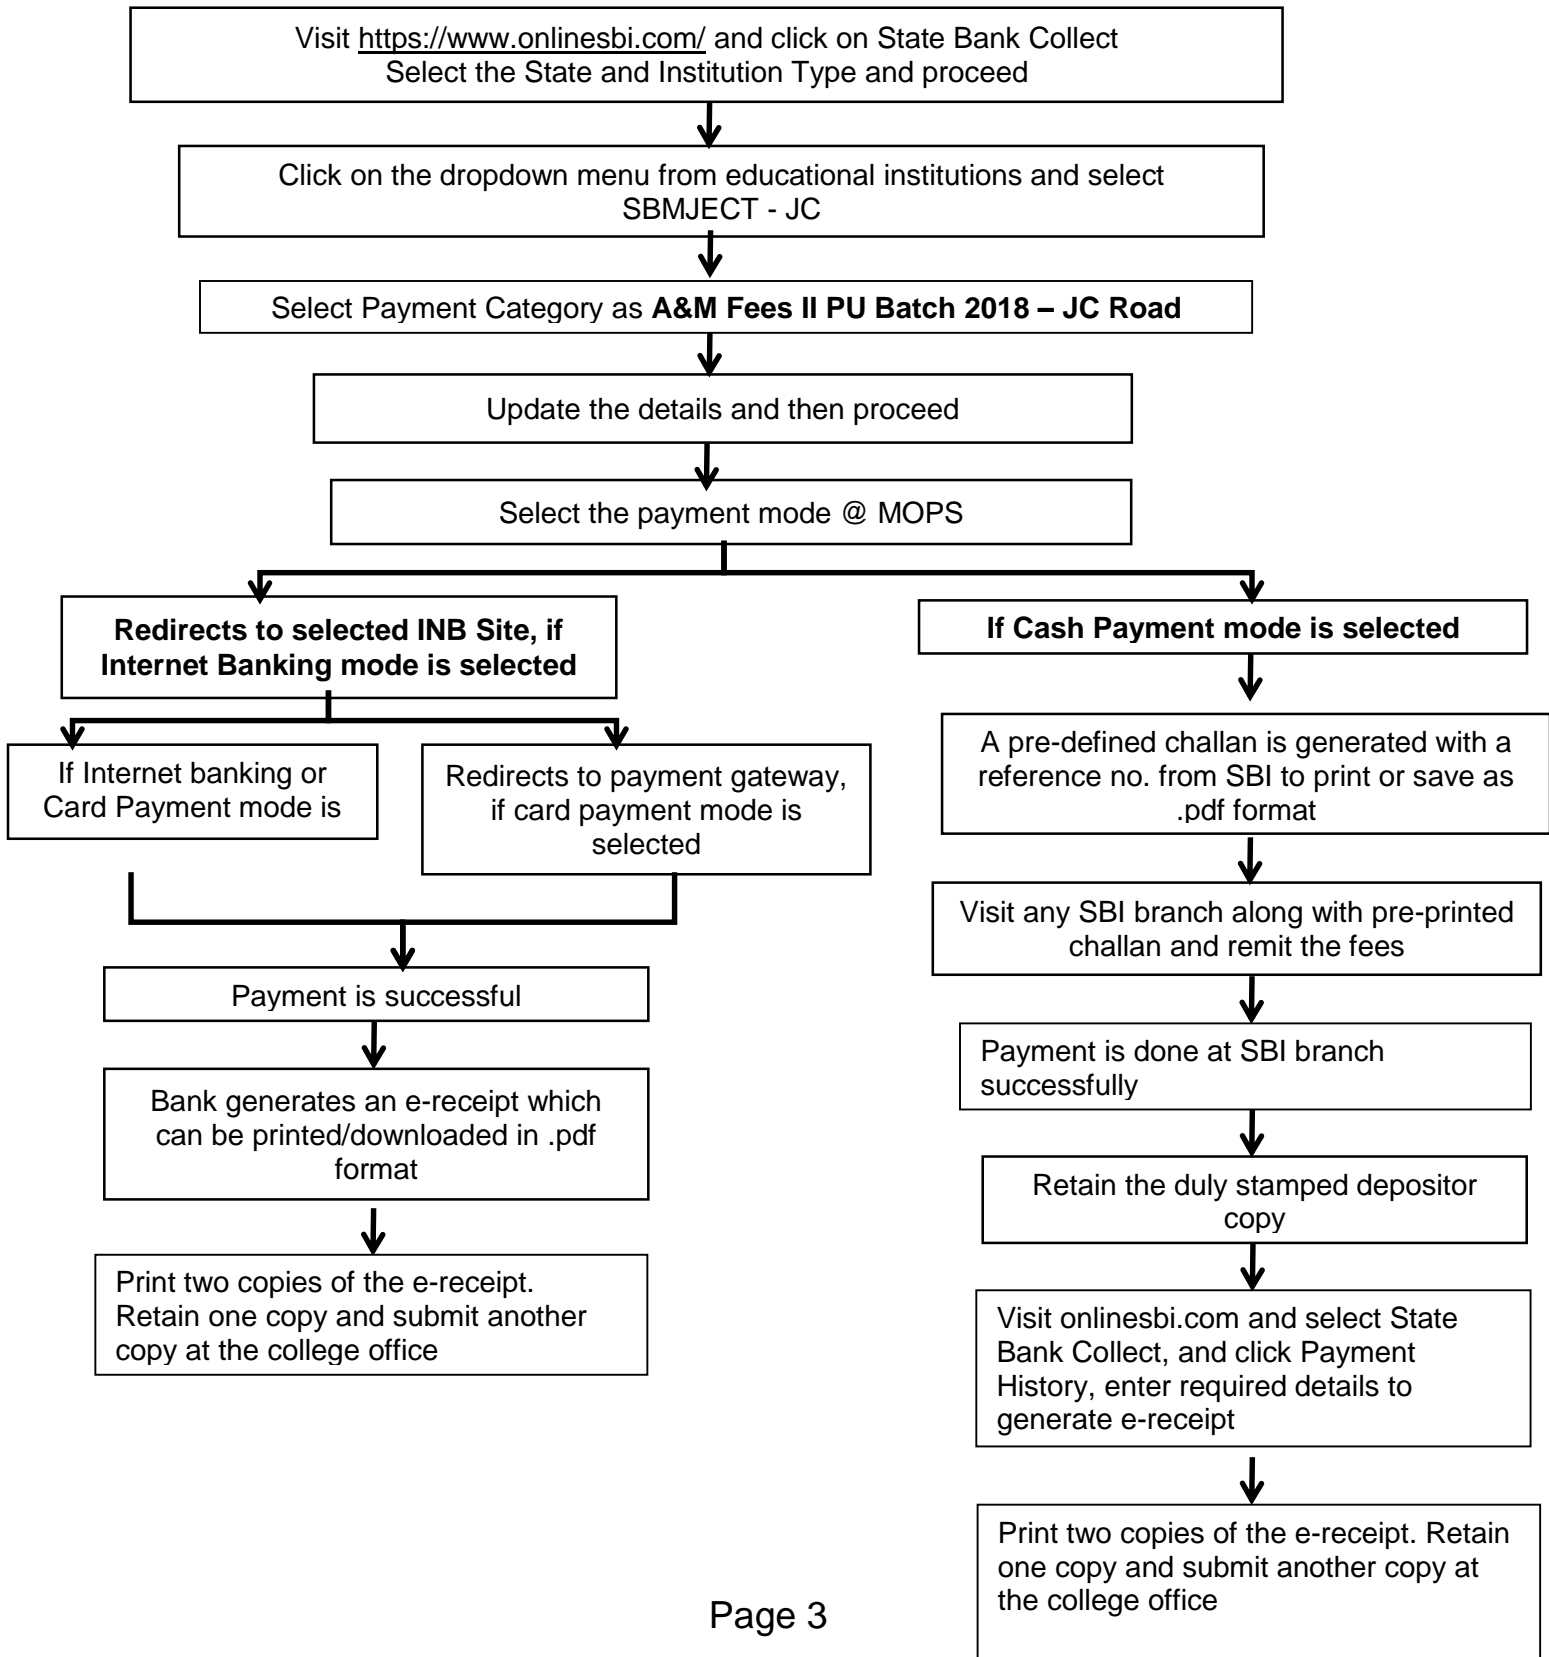 Visit https://www.onlinesbi.com/ and click on State Bank Collect
Select the State and Institution Type and proceed
Click on the dropdown menu from educational institutions and select
SBMJECT - JC
Select Payment Category as A&M Fees II PU Batch 2018 – JC Road
Update the details and then proceed
Select the payment mode @ MOPS
Redirects to selected INB Site, if
Internet Banking mode is selected
If Internet banking or
Card Payment mode is
Redirects to payment gateway,
if card payment mode is
selected
Payment is successful
Bank generates an e-receipt which
can be printed/downloaded in .pdf
format
Print two copies of the e-receipt.
Retain one copy and submit another
copy at the college office
If Cash Payment mode is selected
A pre-defined challan is generated with a
reference no. from SBI to print or save as
.pdf format
Visit any SBI branch along with pre-printed
challan and remit the fees
Payment is done at SBI branch
successfully
Retain the duly stamped depositor
copy
Visit onlinesbi.com and select State
Bank Collect, and click Payment
History, enter required details to
generate e-receipt
Print two copies of the e-receipt. Retain
one copy and submit another copy at
the college office
Page 3